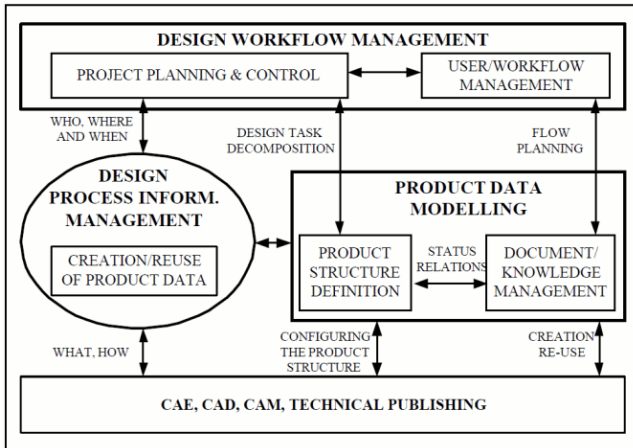 DESIGN WORKFLOW MANAGEMENT
PROJECT PLANNING & CONTROL
USER/WORKFLOW
MANAGEMENT
WHO, WHERE
AND WHEN
DESIGN TASK
DECOMPOSITION
FLOW
PLANNING
DESIGN
PROCESS INFORM.
MANAGEMENT
CREATION/REUSE
OF PRODUCT DATA
PRODUCT DATA
MODELLING
PRODUCT
STRUCTURE
DEFINITION
STATUS
RELATIONS
DOCUMENT/
KNOWLEDGE
MANAGEMENT
WHAT, HOW
CONFIGURING
THE PRODUCT
STRUCTURE
CREATION
RE-USE
CAE, CAD, CAM, TECHNICAL PUBLISHING